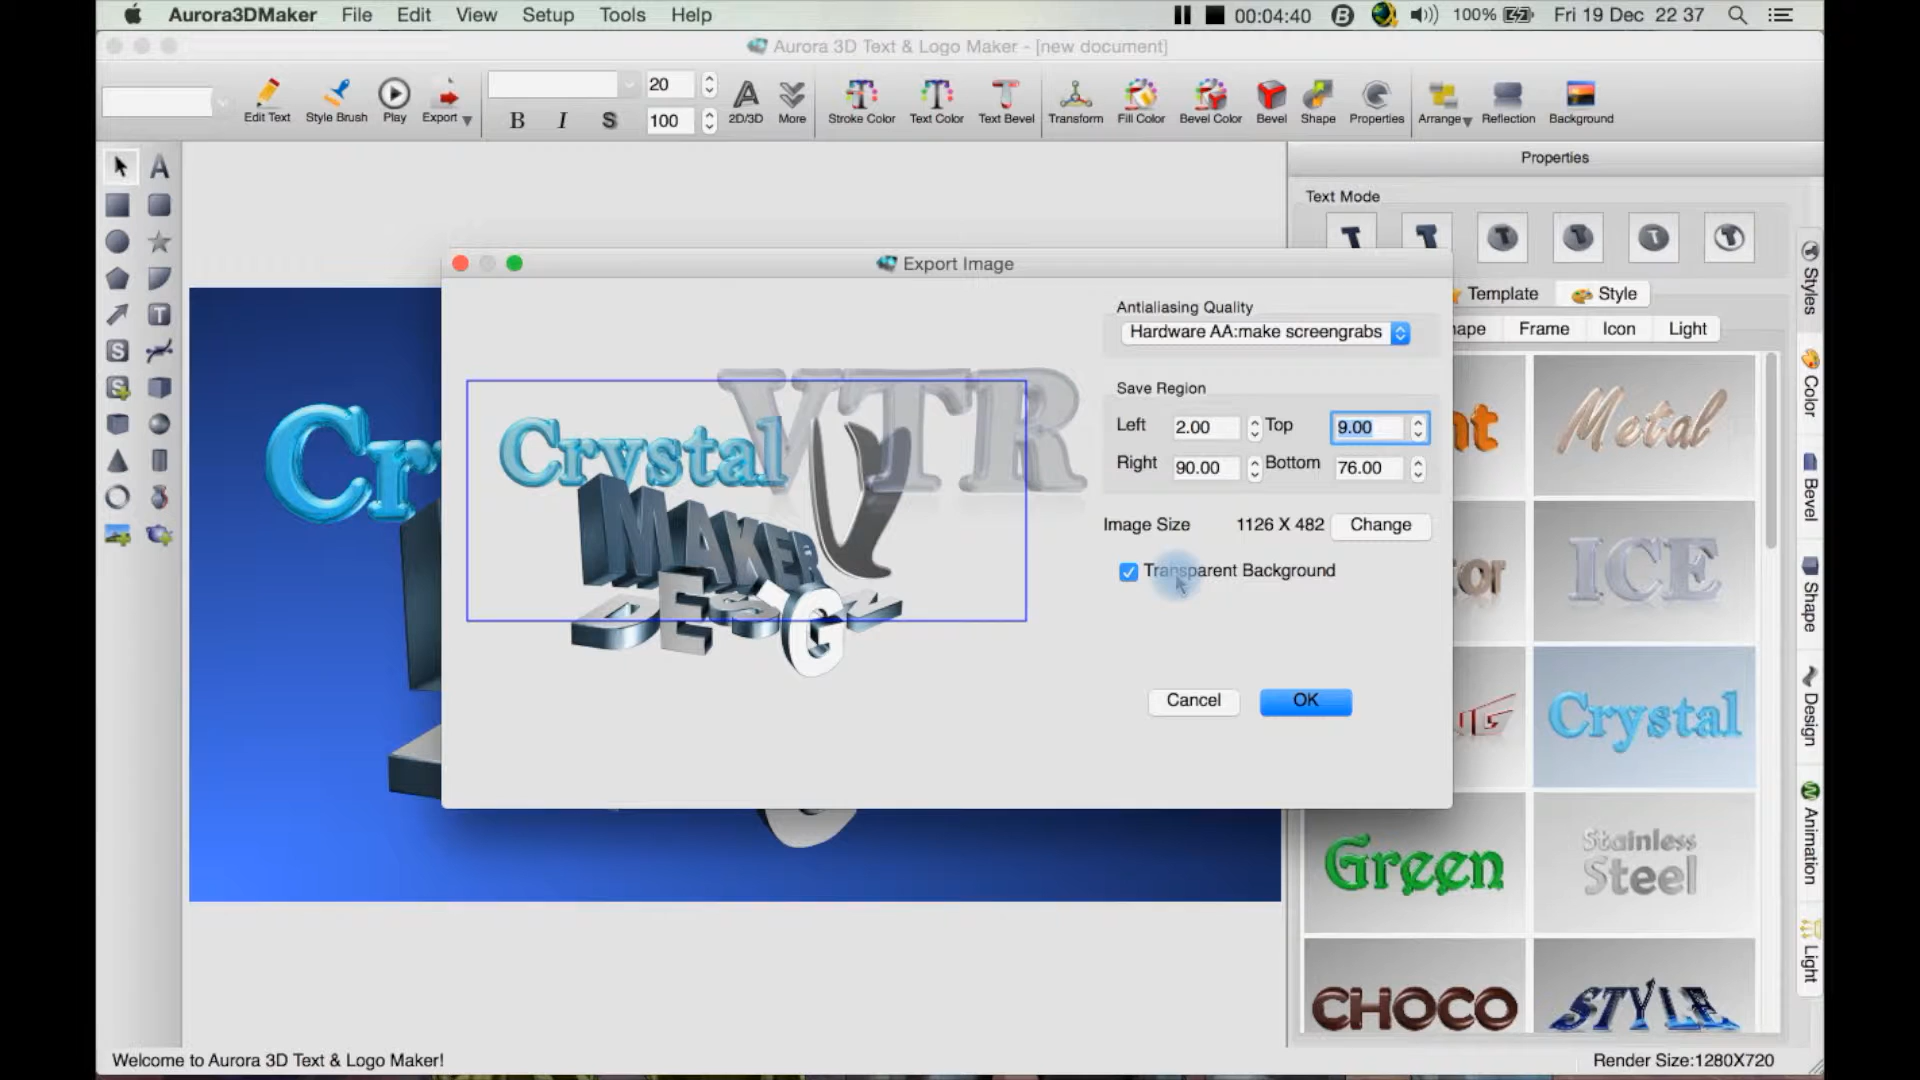 Aurora3DMaker File Edit View Setup Tools Help 00:04:40 100% Fri 19 Dec 22 37
Aurora 3D Text & Logo Maker - [new document]
20
100
B I S
Edit Text Style Brush Play Export 2D/3D More Stroke Color Text Color Text Bevel Transform Fill Color Bevel Color Bevel Shape Properties Arrange Reflection Background
Properties
Text Mode
Template Style
ape Frame Icon Light
Export Image
Antialiasing Quality
Hardware AA:make screengrabs
Save Region
Left 2.00 Top 9.00
Right 90.00 Bottom 76.00
Image Size 1126 X 482 Change
Transparent Background
Cancel OK
VTR
Crystal
MAKER
DESIGN
Cr
nt
Metal
or
ICE
NG
Crystal
Green
Stainless
Steel
CHOCO
STYLE
Styles
Color
Bevel
Shape
Design
Animation
Light
Welcome to Aurora 3D Text & Logo Maker!
Render Size:1280X720